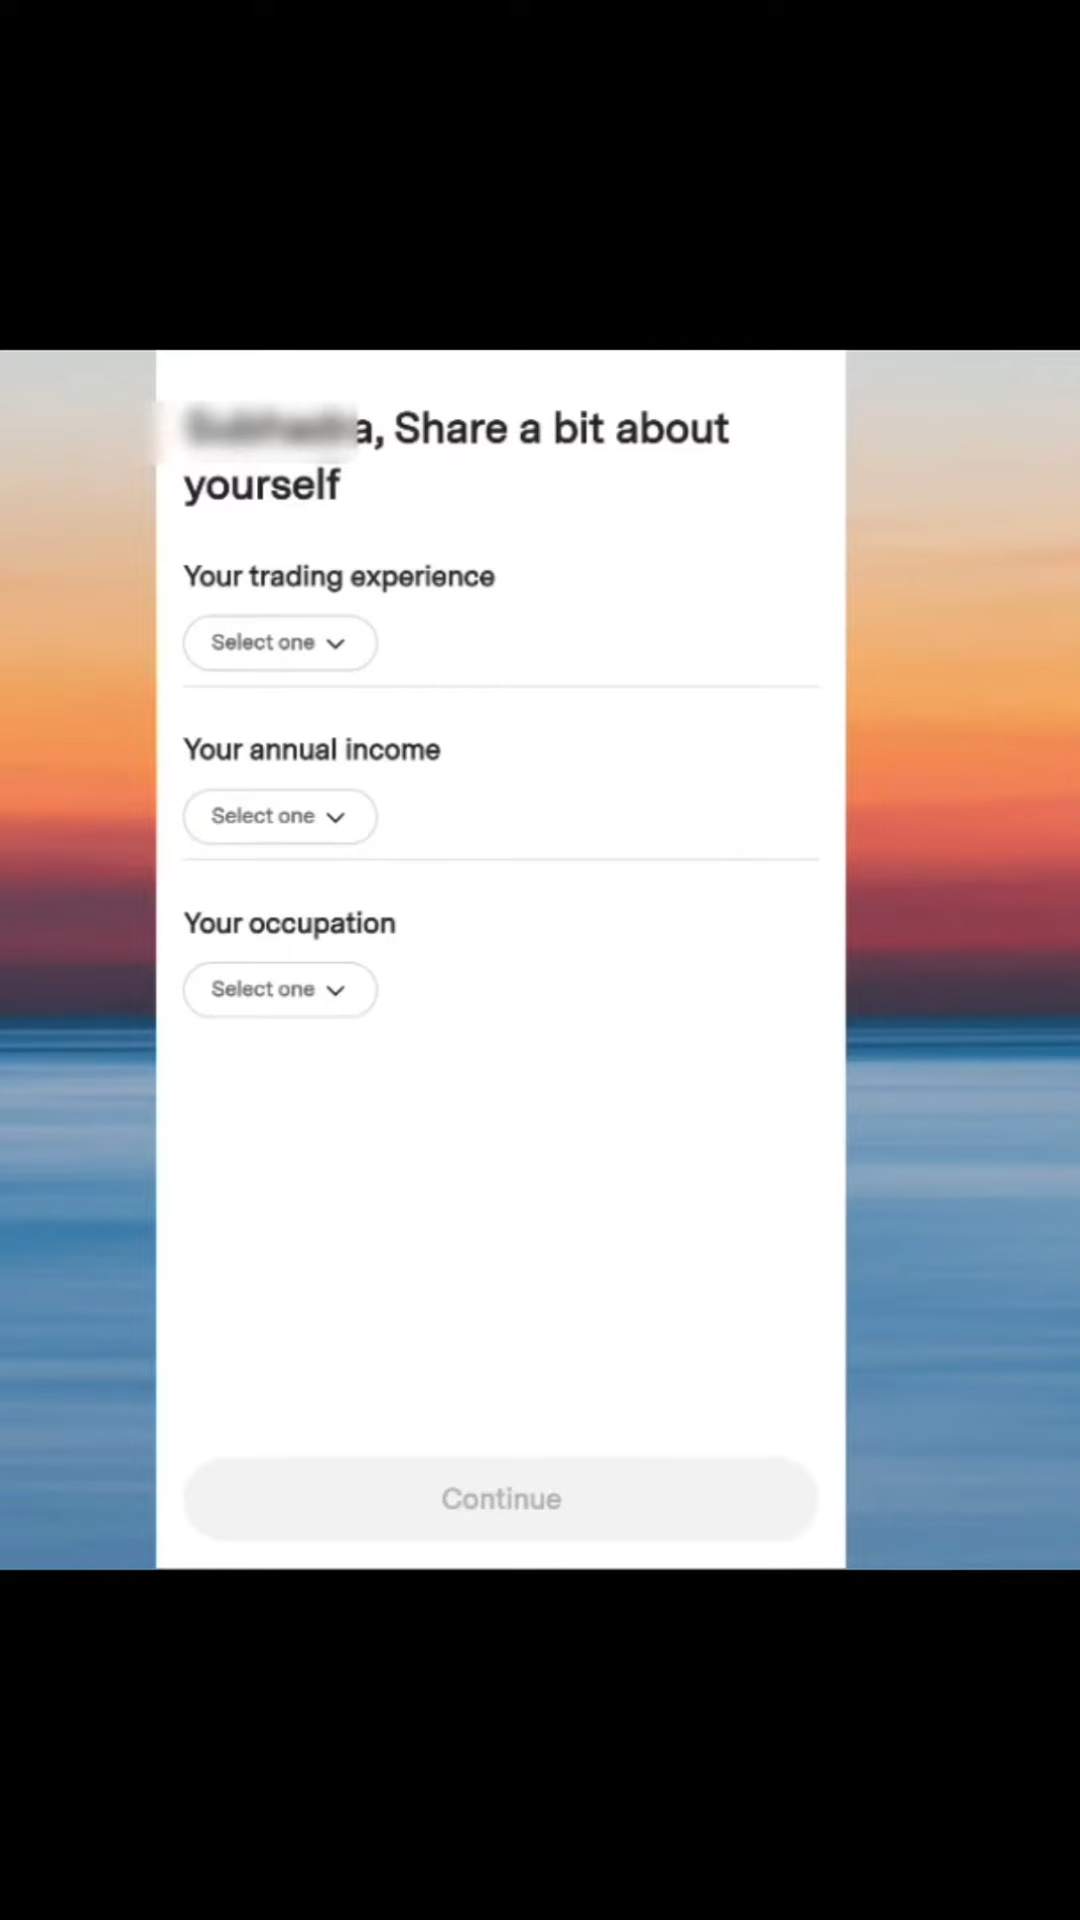 a, Share a bit about
yourself
Your trading experience
Select one
Your annual income
Select one
Your occupation
Select one
Continue